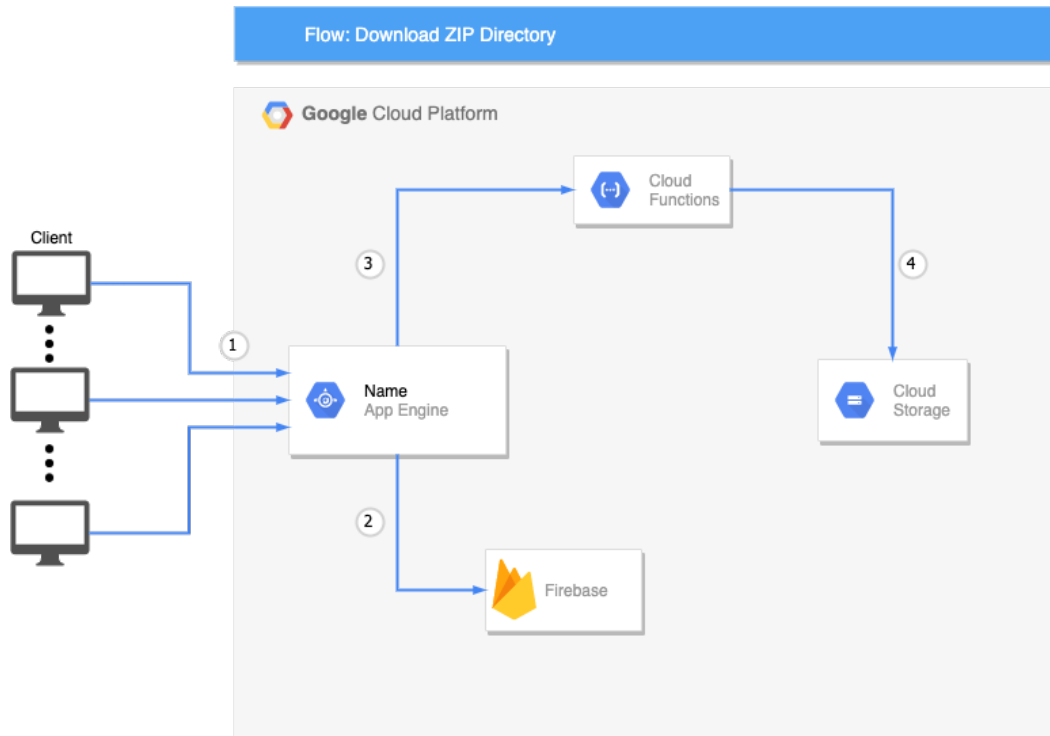 Flow: Download ZIP Directory
Google Cloud Platform
Cloud
Functions
Client
3
4
1
Name
App Engine
Cloud
Storage
2
Firebase